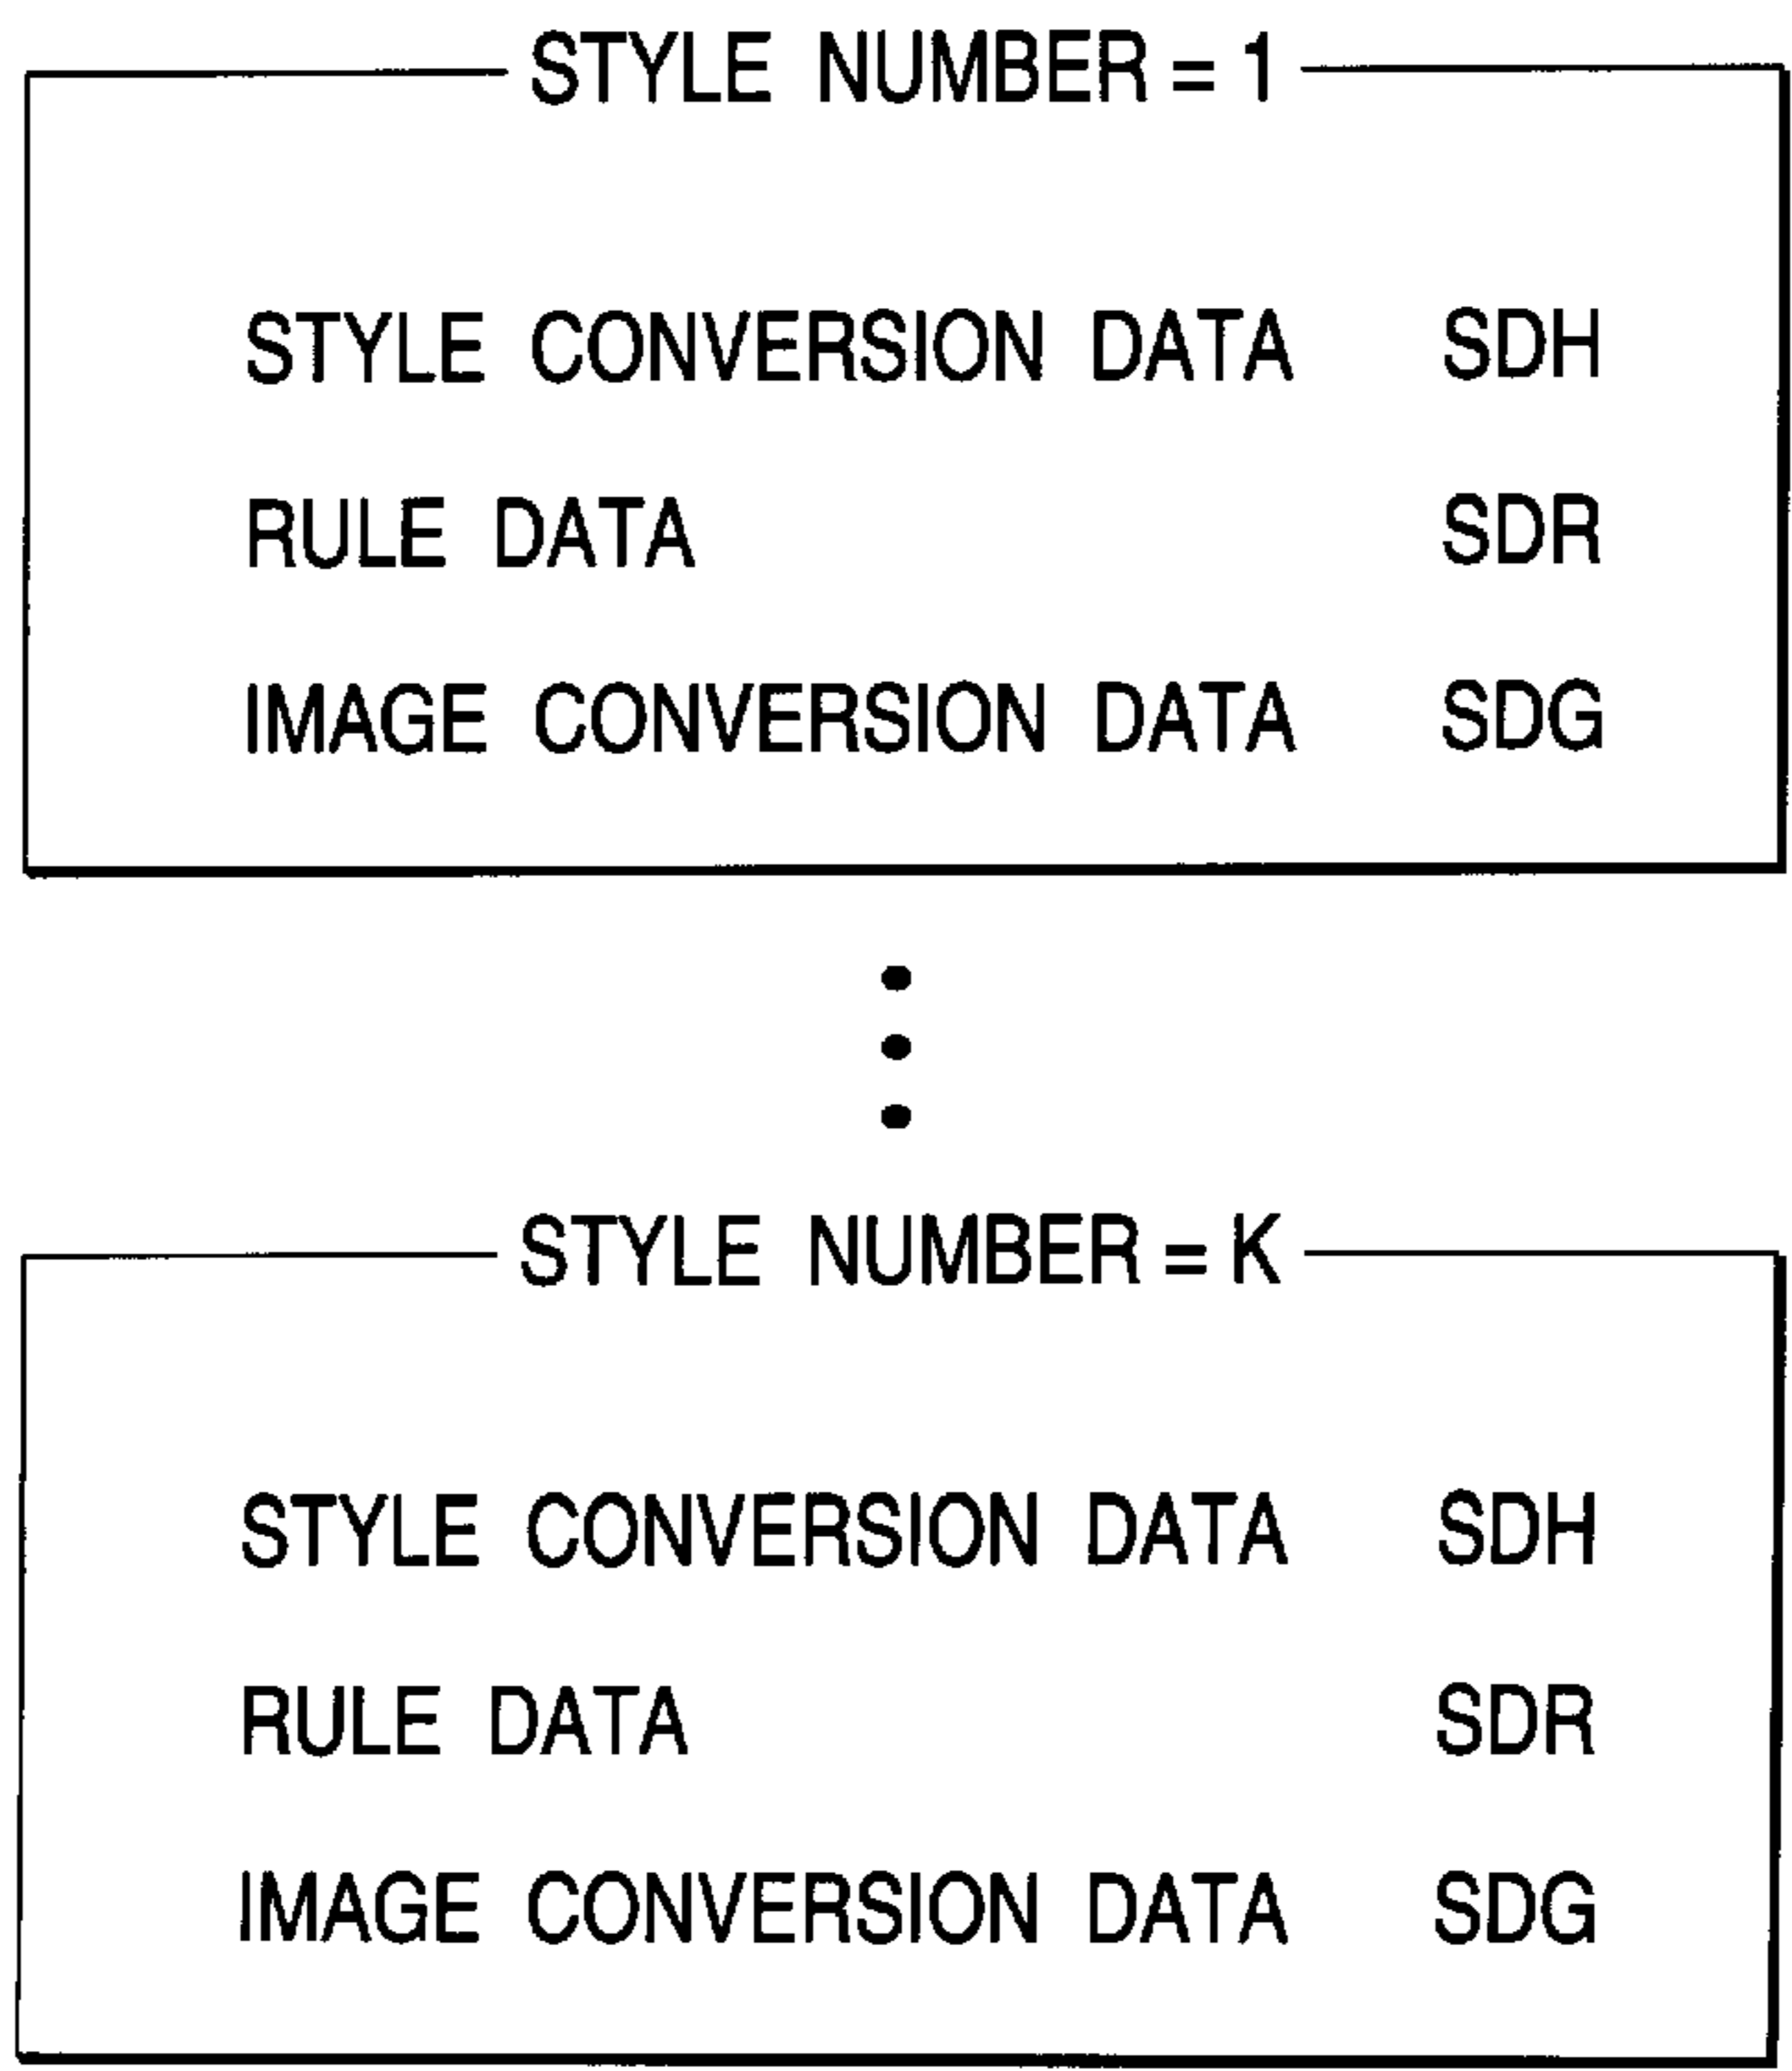 STYLE NUMBER = 1
STYLE CONVERSION DATA SDH
RULE DATA SDR
IMAGE CONVERSION DATA SDG
STYLE NUMBER = K
STYLE CONVERSION DATA SDH
RULE DATA SDR
IMAGE CONVERSION DATA SDG